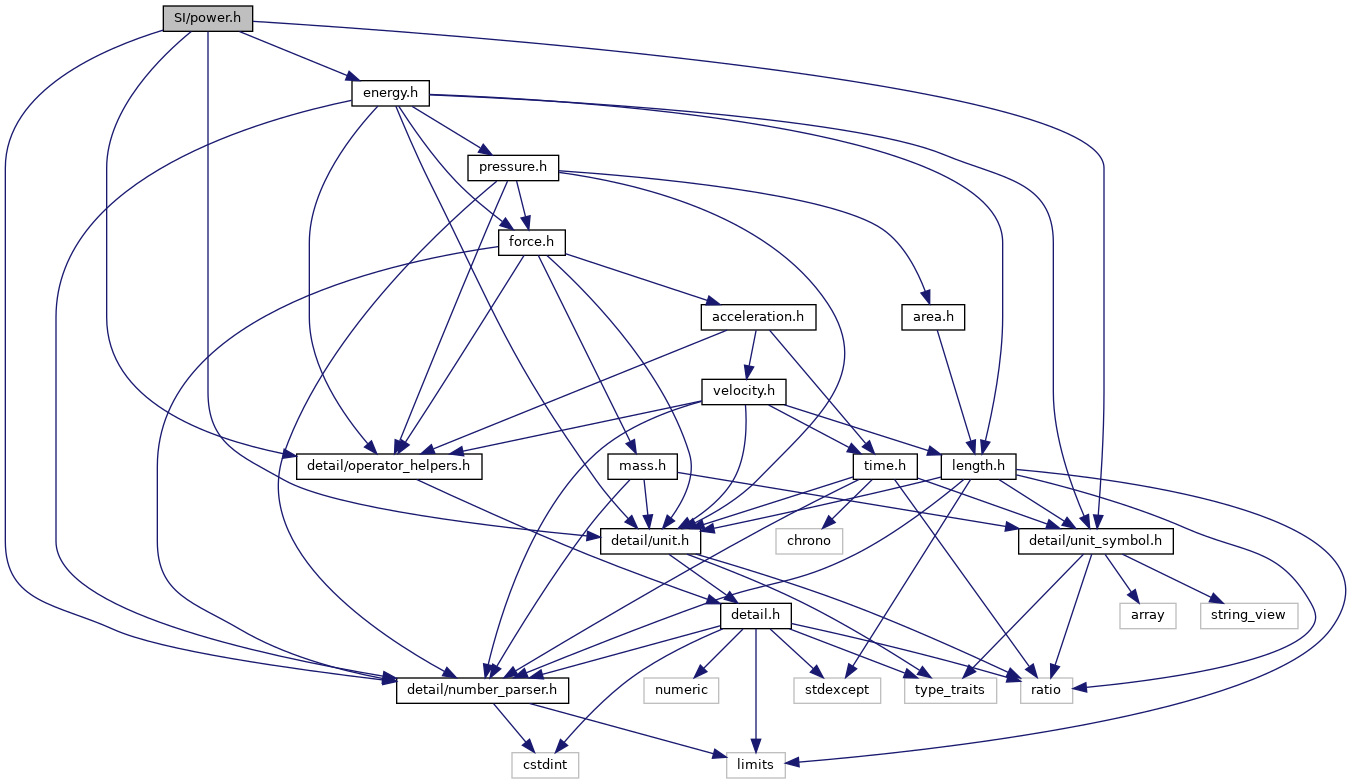 SI/power.h
energy.h
pressure.h
force.h
acceleration.h
area.h
velocity.h
detail/operator_helpers.h
mass.h
time.h
length.h
detail/unit.h
chrono
detail/unit_symbol.h
detail.h
array
string_view
detail/number_parser.h
numeric
stdexcept
type_traits
ratio
cstdint
limits